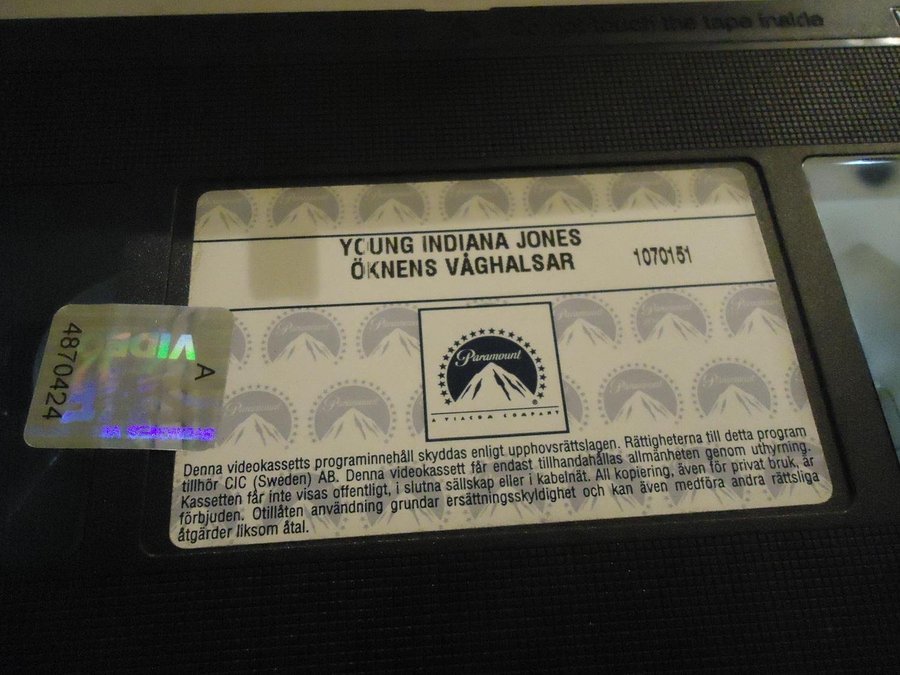 touch the tape inside
YOUNG INDIANA JONES
ÖKNENS VÅGHALSAR
1070151
Paramount
A VIACOM COMPANY
Denna videokassetts programinnehåll skyddas enligt upphovsrättslagen. Rättigheterna till detta program
tillhör CIC (Sweden) AB. Denna videokassett får endast tillhandahållas allmänheten genom uthyrning.
Kassetten får inte visas offentligt, i slutna sällskap eller i kabelnät. All kopiering, även för privat bruk, är
förbjuden. Otillåten användning grundar ersättningsskyldighet och kan även medföra andra rättsliga
åtgärder liksom åtal.
A
4870424